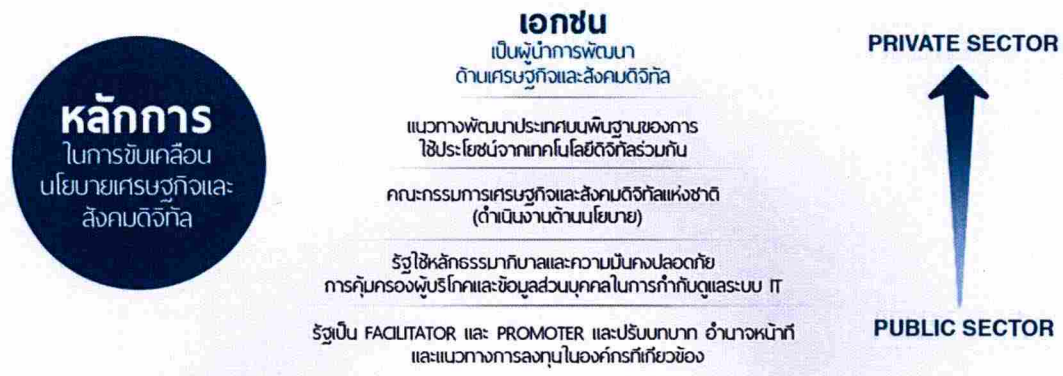 หลักการ
ในการขับเคลื่อน
นโยบายเศรษฐกิจและ
สังคมดิจิทัล
เอกชน
เป็นผู้นำการพัฒนา
ด้านเศรษฐกิจและสังคมดิจิทัล
แนวทางพัฒนาประเทศบนพื้นฐานของการ
ใช้ประโยชน์จากเทคโนโลยีดิจิทัลร่วมกัน
คณะกรรมการเศรษฐกิจและสังคมดิจิทัลแห่งชาติ
(ดำเนินงานด้านนโยบาย)
รัฐใช้หลักธรรมาภิบาลและความมั่นคงปลอดภัย
การคุ้มครองผู้บริโภคและข้อมูลส่วนบุคคลในการกำกับดูแลระบบ IT
รัฐเป็น FACILITATOR และ PROMOTER และปรับบทบาท อำนาจหน้าที่
และแนวทางการลงทุนในองค์กรที่เกี่ยวข้อง
PRIVATE SECTOR
PUBLIC SECTOR